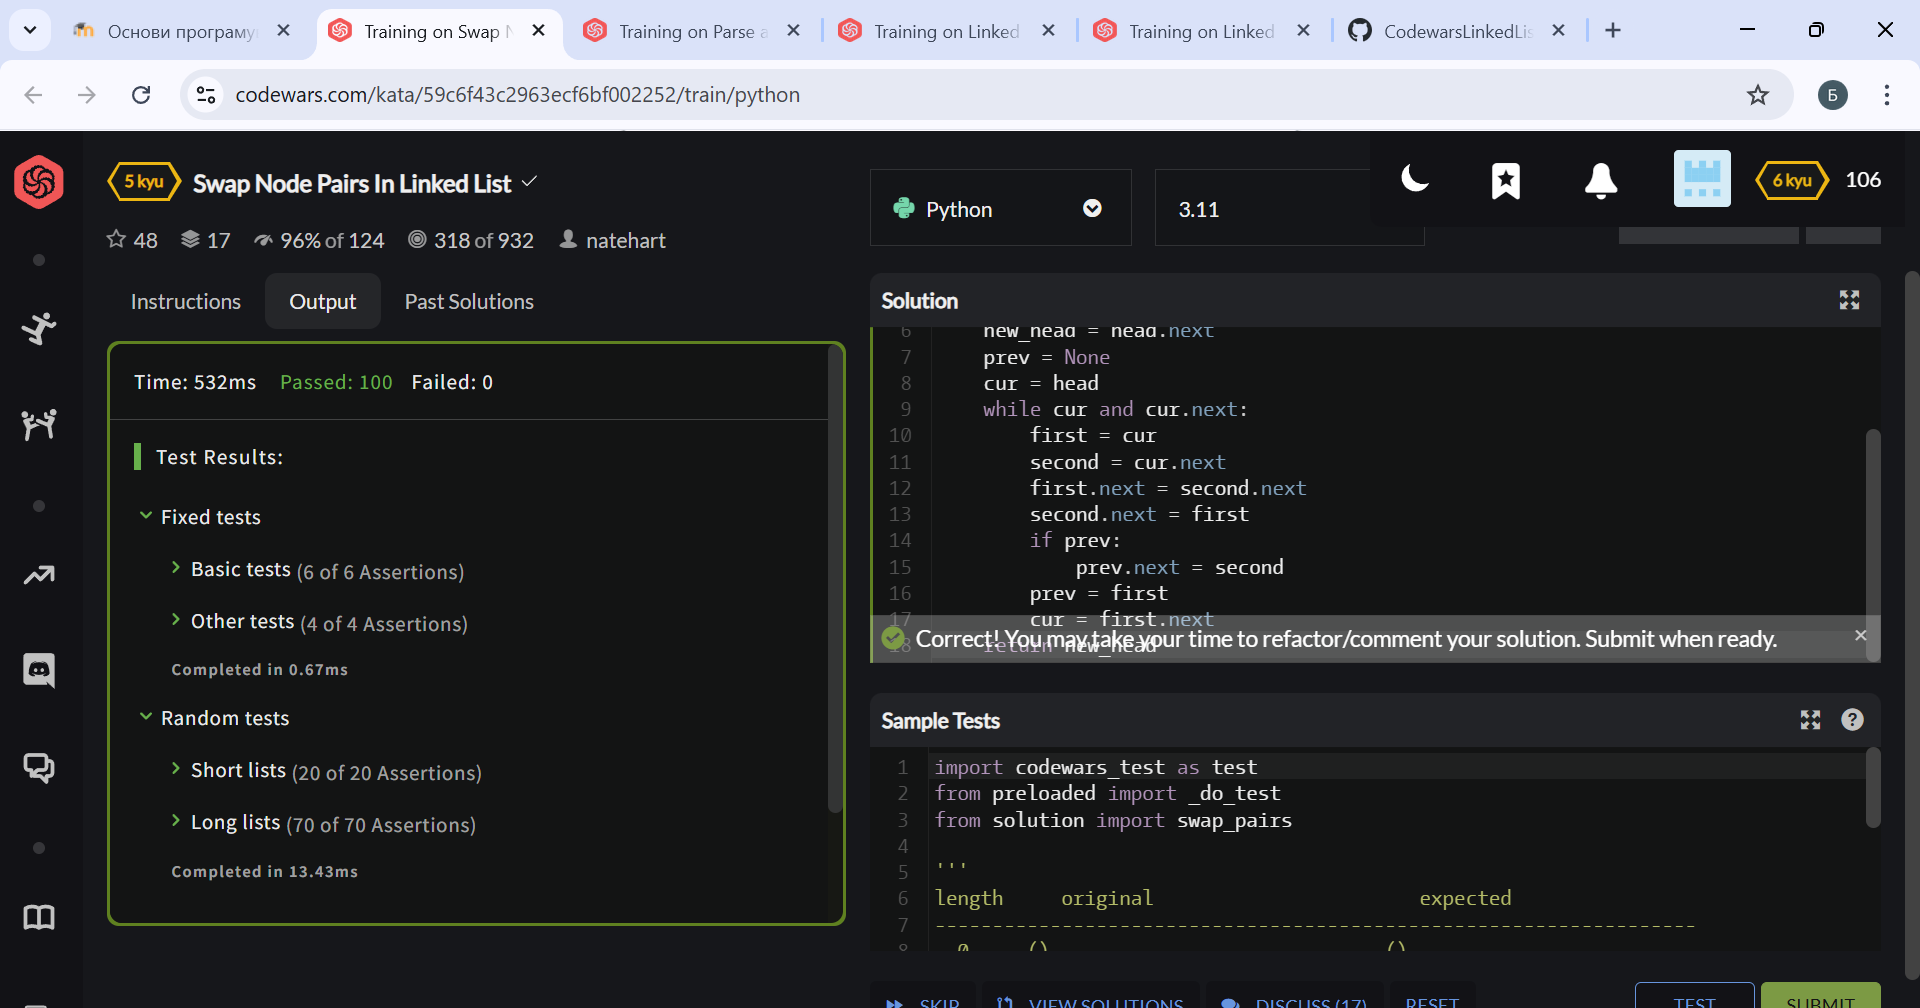 Основи програму
Training on Swap N
Training on Parse a
Training on Linked
Training on Linked
CodewarsLinkedLis
codewars.com/kata/59c6f43c2963ecf6bf002252/train/python
Б
5 kyu
Swap Node Pairs In Linked List
48
17
96% of 124
318 of 932
natehart
Python
3.11
6 kyu
106
Instructions
Output
Past Solutions
Time: 532ms
Passed: 100
Failed: 0
Test Results:
Fixed tests
Basic tests (6 of 6 Assertions)
Other tests (4 of 4 Assertions)
Completed in 0.67ms
Random tests
Short lists (20 of 20 Assertions)
Long lists (70 of 70 Assertions)
Completed in 13.43ms
Solution
6 new_head = head.next
7 prev = None
8 cur = head
9 while cur and cur.next:
10 first = cur
11 second = cur.next
12 first.next = second.next
13 second.next = first
14 if prev:
15 prev.next = second
16 prev = first
17 cur = first.next
18 return new_head
Correct! You may take your time to refactor/comment your solution. Submit when ready.
Sample Tests
1 import codewars_test as test
2 from preloaded import _do_test
3 from solution import swap_pairs
4
5 '''
6 length original expected
7 ------------------------------------------------------------------
8 0 () ()
SKIP
VIEW SOLUTIONS
DISCUSS (17)
RESET
TEST
SUBMIT